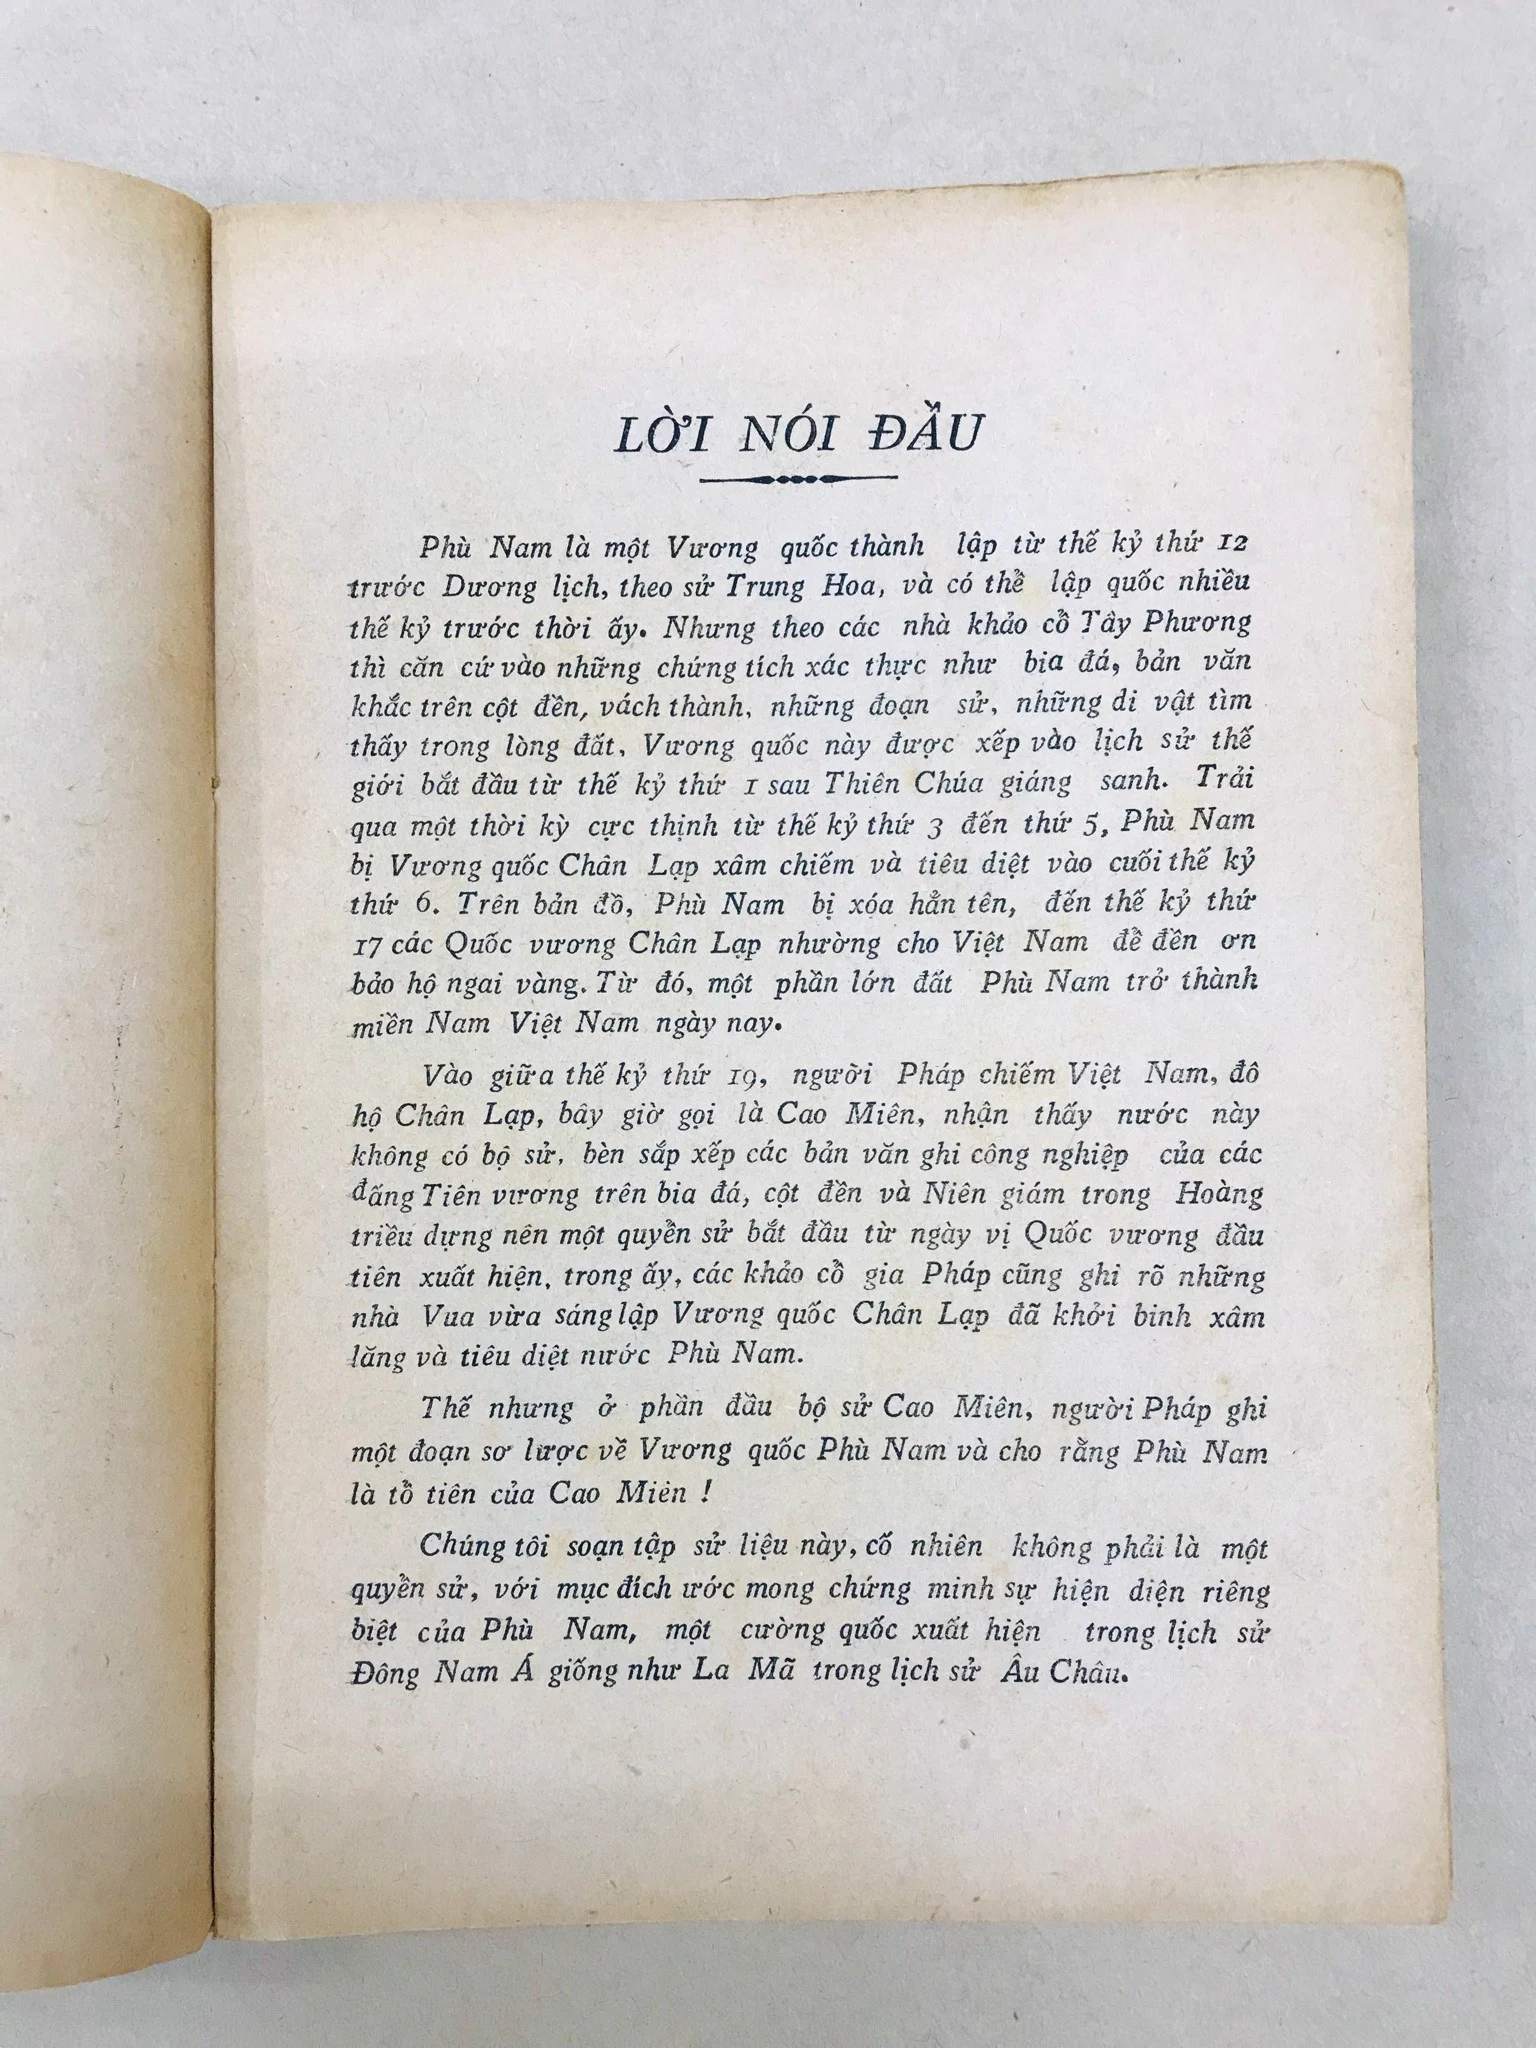 LỜI NÓI ĐẦU
Phù Nam là một Vương quốc thành lập từ thế kỷ thứ 12
trước Dương lịch, theo sử Trung Hoa, và có thể lập quốc nhiều
thế kỷ trước thời ấy. Nhưng theo các nhà khảo cổ Tây Phương
thì căn cứ vào những chứng tích xác thực như bia đá, bản văn
khắc trên cột đền, vách thành, những đoạn sử, những di vật tìm
thấy trong lòng đất, Vương quốc này được xếp vào lịch sử thế
giới bắt đầu từ thế kỷ thứ 1 sau Thiên Chúa giáng sanh. Trải
qua một thời kỳ cực thịnh từ thế kỷ thứ 3 đến thứ 5, Phù Nam
bị Vương quốc Chân Lạp xâm chiếm và tiêu diệt vào cuối thế kỷ
thứ 6. Trên bản đồ, Phù Nam bị xóa hẳn tên, đến thế kỷ thứ
17 các Quốc vương Chân Lạp nhường cho Việt Nam để đền ơn
bảo hộ ngai vàng. Từ đó, một phần lớn đất Phù Nam trở thành
miền Nam Việt Nam ngày nay.
Vào giữa thế kỷ thứ 19, người Pháp chiếm Việt Nam, đô
hộ Chân Lạp, bây giờ gọi là Cao Miên, nhận thấy nước này
không có bộ sử, bèn sắp xếp các bản văn ghi công nghiệp của các
đấng Tiên vương trên bia đá, cột đền và Niên giám trong Hoàng
triều dựng nên một quyển sử bắt đầu từ ngày vị Quốc vương đầu
tiên xuất hiện, trong ấy, các khảo cổ gia Pháp cũng ghi rõ những
nhà Vua vừa sáng lập Vương quốc Chân Lạp đã khởi binh xâm
lăng và tiêu diệt nước Phù Nam.
Thế nhưng ở phần đầu bộ sử Cao Miên, người Pháp ghi
một đoạn sơ lược về Vương quốc Phù Nam và cho rằng Phù Nam
là tổ tiên của Cao Miên !
Chúng tôi soạn tập sử liệu này, cố nhiên không phải là một
quyển sử, với mục đích ước mong chứng minh sự hiện diện riêng
biệt của Phù Nam, một cường quốc xuất hiện trong lịch sử
Đông Nam Á giống như La Mã trong lịch sử Âu Châu.